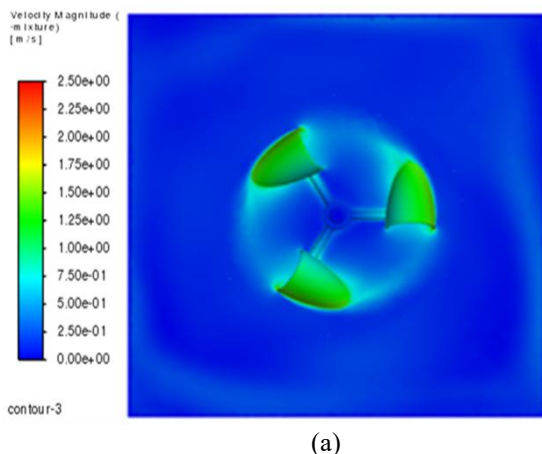 Velocity Magnitude (
-mixture)
[m/s]
2.50e+00
2.25e+00
2.00e+00
1.75e+00
1.50e+00
1.25e+00
1.00e+00
7.50e-01
5.00e-01
2.50e-01
0.00e+00
contour-3
(a)